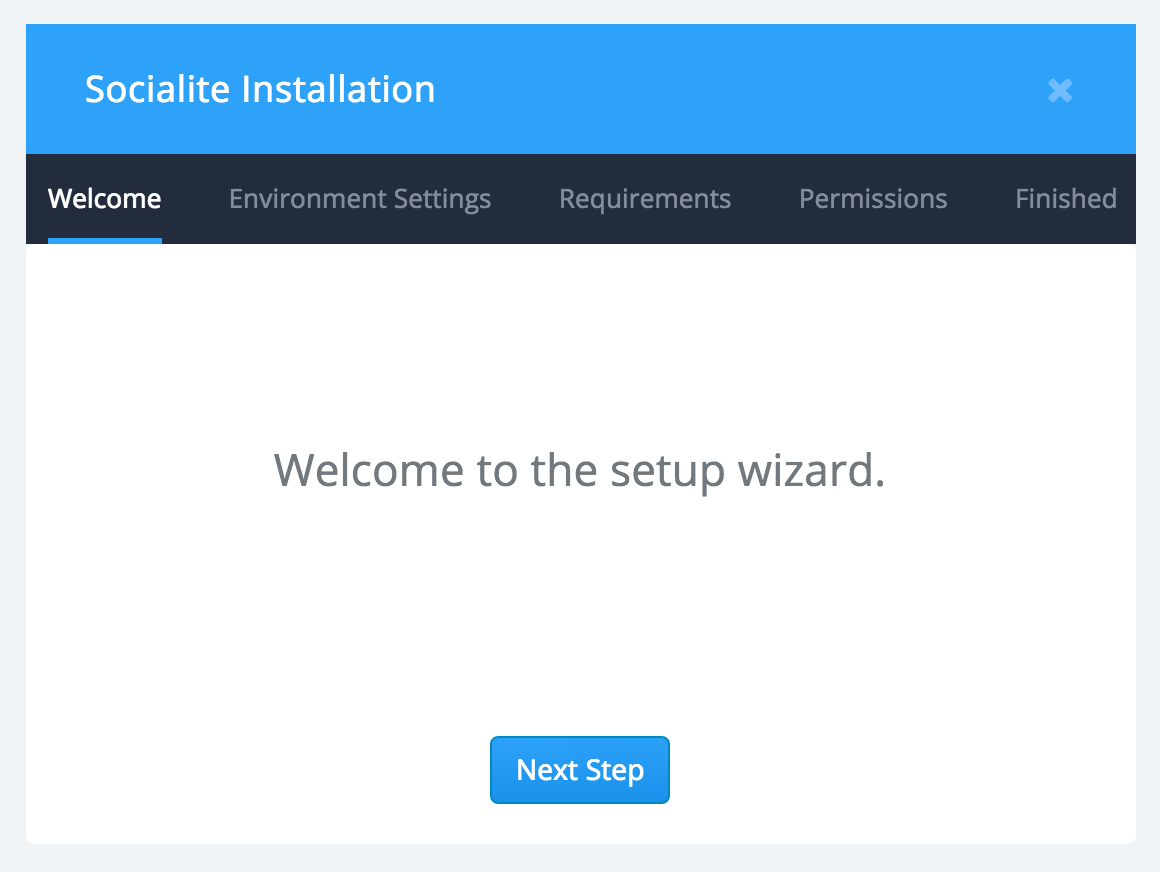 Socialite Installation
Welcome Environment Settings Requirements Permissions Finished
Welcome to the setup wizard.
Next Step